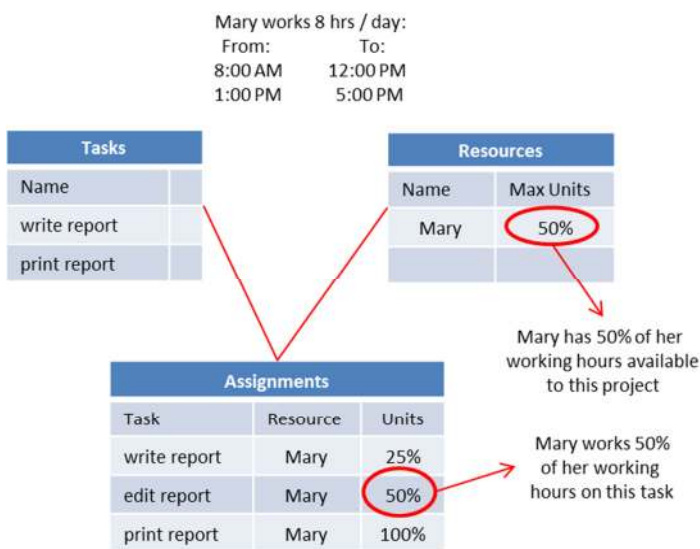 Mary works 8 hrs / day:
From: To:
8:00 AM 12:00 PM
1:00 PM 5:00 PM
Tasks
Name
write report
print report
Resources
Name Max Units
Mary 50%
Mary has 50% of her
working hours available
to this project
Assignments
Task Resource Units
write report Mary 25%
edit report Mary 50%
print report Mary 100%
Mary works 50%
of her working
hours on this task